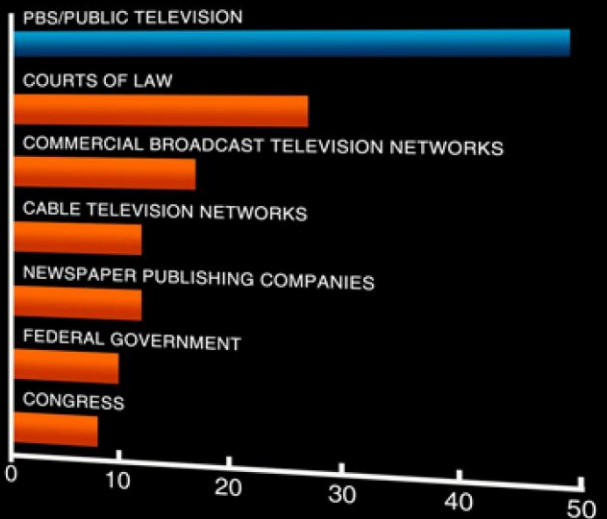 PBS/PUBLIC TELEVISION
COURTS OF LAW
COMMERCIAL BROADCAST TELEVISION NETWORKS
CABLE TELEVISION NETWORKS
NEWSPAPER PUBLISHING COMPANIES
FEDERAL GOVERNMENT
CONGRESS
0 10 20 30 40 50